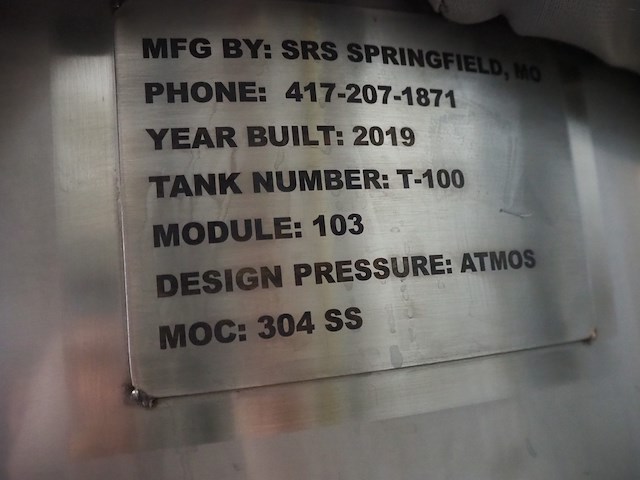 MFG BY: SRS SPRINGFIELD, MO
PHONE: 417-207-1871
YEAR BUILT: 2019
TANK NUMBER: T-100
MODULE: 103
DESIGN PRESSURE: ATMOS
MOC: 304 SS